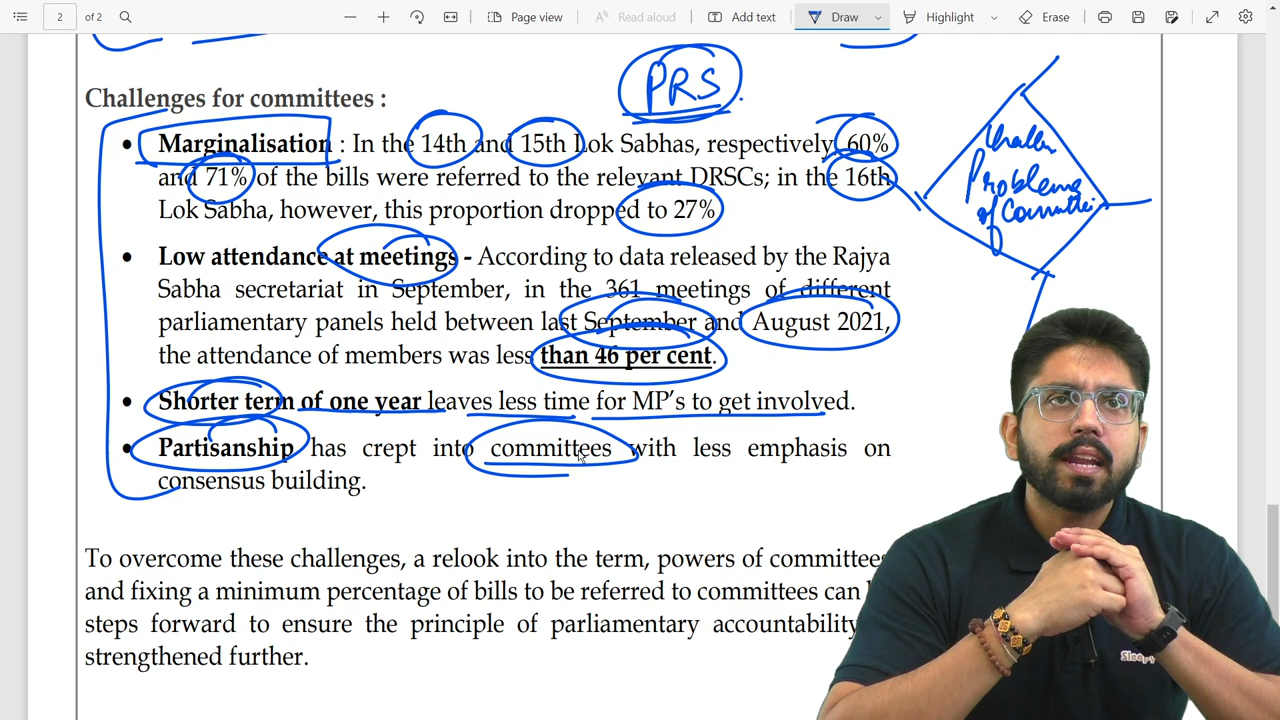 2 of 2 Page view Read aloud Add text Draw Highlight Erase
PRS
Challenges for committees :
• Marginalisation : In the 14th and 15th Lok Sabhas, respectively 60%
and 71% of the bills were referred to the relevant DRSCs; in the 16th
Lok Sabha, however, this proportion dropped to 27%
Problems
of Committe
• Low attendance at meetings - According to data released by the Rajya
Sabha secretariat in September, in the 361 meetings of different
parliamentary panels held between last September and August 2021,
the attendance of members was less than 46 per cent.
• Shorter term of one year leaves less time for MP's to get involved.
• Partisanship has crept into committees with less emphasis on
consensus building.
To overcome these challenges, a relook into the term, powers of committees
and fixing a minimum percentage of bills to be referred to committees can
steps forward to ensure the principle of parliamentary accountability
strengthened further.
Sleepy